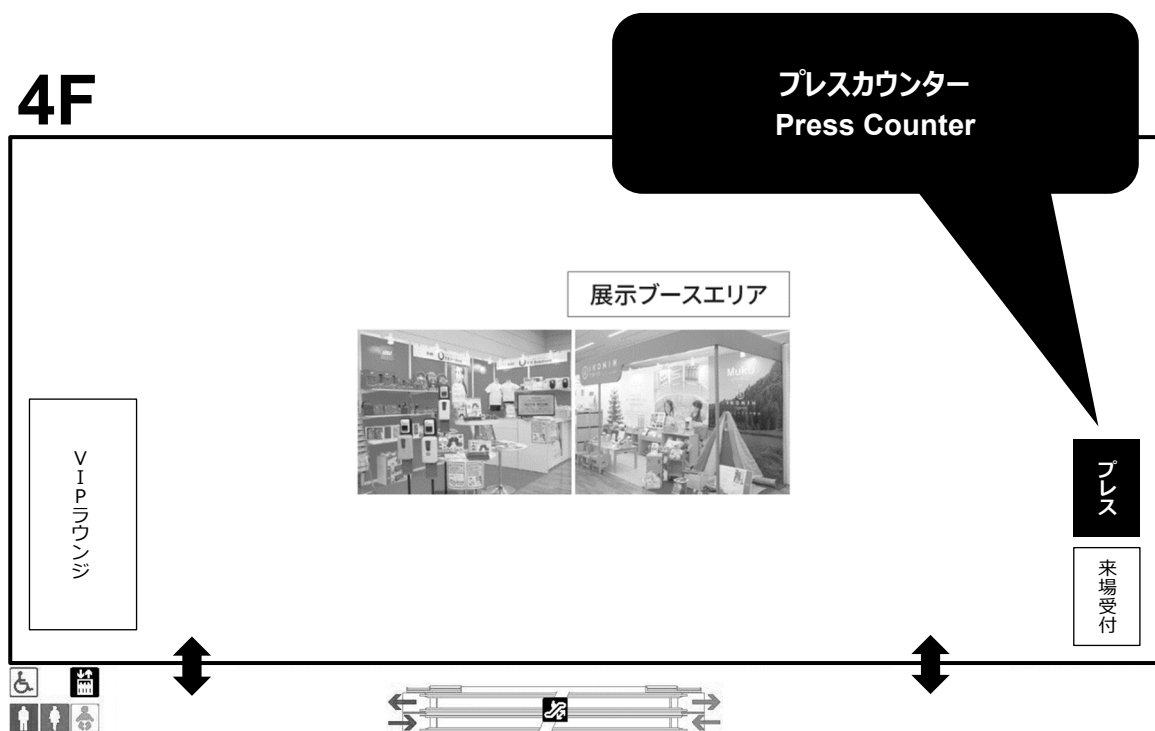 4F
プレスカウンター
Press Counter
展示ブースエリア
Muku
VIPラウンジ
プレス
来場受付